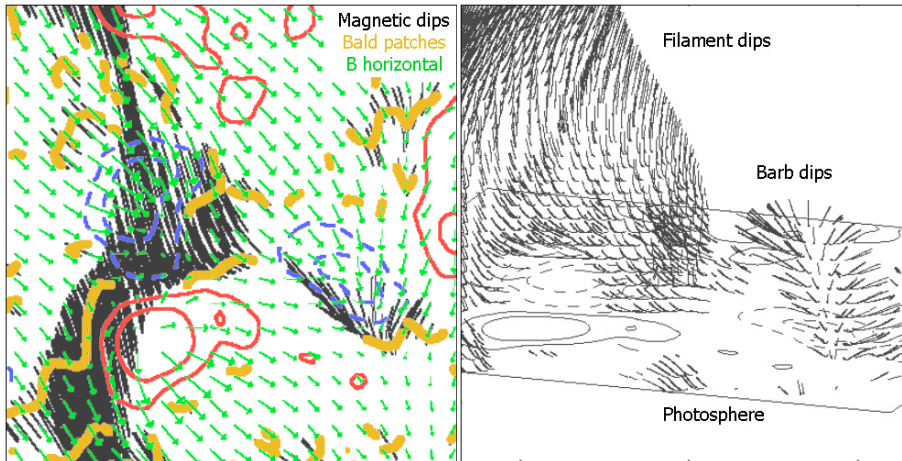 Magnetic dips
Bald patches
B horizontal
Filament dips
Barb dips
Photosphere